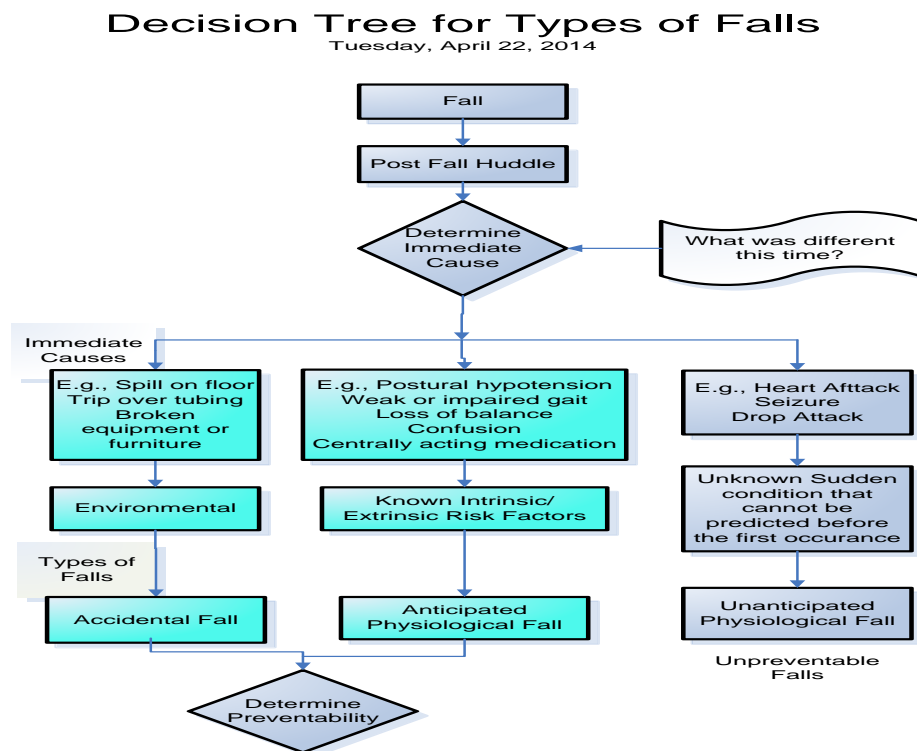 Decision Tree for Types of Falls
Tuesday, April 22, 2014
Fall
Post Fall Huddle
Determine
Immediate
Cause
What was different
this time?
Immediate
Causes
E.g., Spill on floor
Trip over tubing
Broken
equipment or
furniture
E.g., Postural hypotension
Weak or impaired gait
Loss of balance
Confusion
Centrally acting medication
E.g., Heart Afttack
Seizure
Drop Attack
Environmental
Known Intrinsic/
Extrinsic Risk Factors
Unknown Sudden
condition that
cannot be
predicted before
the first occurance
Types of
Falls
Accidental Fall
Anticipated
Physiological Fall
Unanticipated
Physiological Fall
Unpreventable
Falls
Determine
Preventability